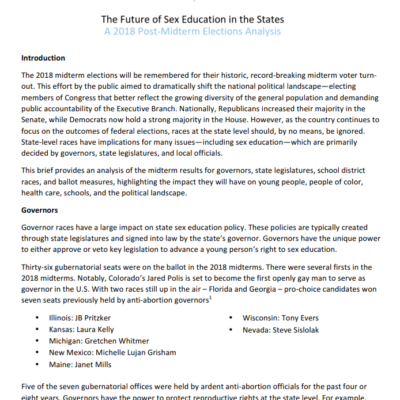 The Future of Sex Education in the States
A 2018 Post-Midterm Elections Analysis
Introduction
The 2018 midterm elections will be remembered for their historic, record-breaking midterm voter turn-
out. This effort by the public aimed to dramatically shift the national political landscape—electing
members of Congress that better reflect the growing diversity of the general population and demanding
public accountability of the Executive Branch. Nationally, Republicans increased their majority in the
Senate, while Democrats now hold a strong majority in the House. However, as the country continues to
focus on the outcomes of federal elections, races at the state level should, by no means, be ignored.
State-level races have implications for many issues—including sex education—which are primarily
decided by governors, state legislatures, and local officials.
This brief provides an analysis of the midterm results for governors, state legislatures, school district
races, and ballot measures, highlighting the impact they will have on young people, people of color,
health care, schools, and the political landscape.
Governors
Governor races have a large impact on state sex education policy. These policies are typically created
through state legislatures and signed into law by the state's governor. Governors have the unique power
to either approve or veto key legislation to advance a young person's right to sex education.
Thirty-six gubernatorial seats were on the ballot in the 2018 midterms. There were several firsts in the
2018 midterms. Notably, Colorado's Jared Polis is set to become the first openly gay man to serve as
governor in the U.S. With two races still up in the air – Florida and Georgia – pro-choice candidates won
seven seats previously held by anti-abortion governors¹
• Illinois: JB Pritzker
• Kansas: Laura Kelly
• Michigan: Gretchen Whitmer
• New Mexico: Michelle Lujan Grisham
• Maine: Janet Mills
• Wisconsin: Tony Evers
• Nevada: Steve Sislolak
Five of the seven gubernatorial offices were held by ardent anti-abortion officials for the past four or
eight years. Governors have the power to protect reproductive rights at the state level. For example,